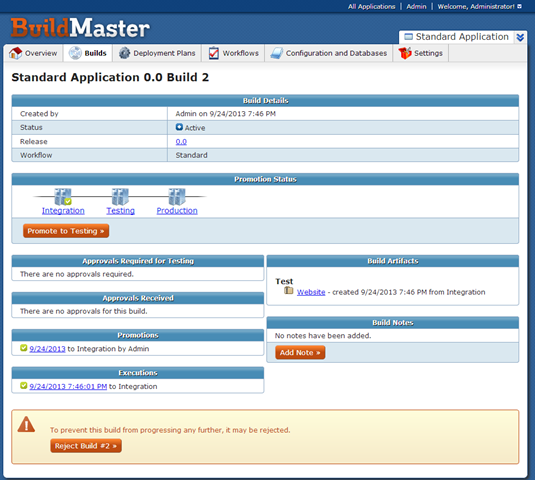 All Applications | Admin | Welcome, Administrator!
BuildMaster
Standard Application
Overview Builds Deployment Plans Workflows Configuration and Databases Settings
Standard Application 0.0 Build 2
Build Details
Created by Admin on 9/24/2013 7:46 PM
Status Active
Release 0.0
Workflow Standard
Promotion Status
Integration Testing Production
Promote to Testing »
Approvals Required for Testing
There are no approvals required.
Approvals Received
There are no approvals for this build.
Promotions
9/24/2013 to Integration by Admin
Executions
9/24/2013 7:46:01 PM to Integration
Build Artifacts
Test
Website - created 9/24/2013 7:46 PM from Integration
Build Notes
No notes have been added.
Add Note »
To prevent this build from progressing any further, it may be rejected.
Reject Build #2 »